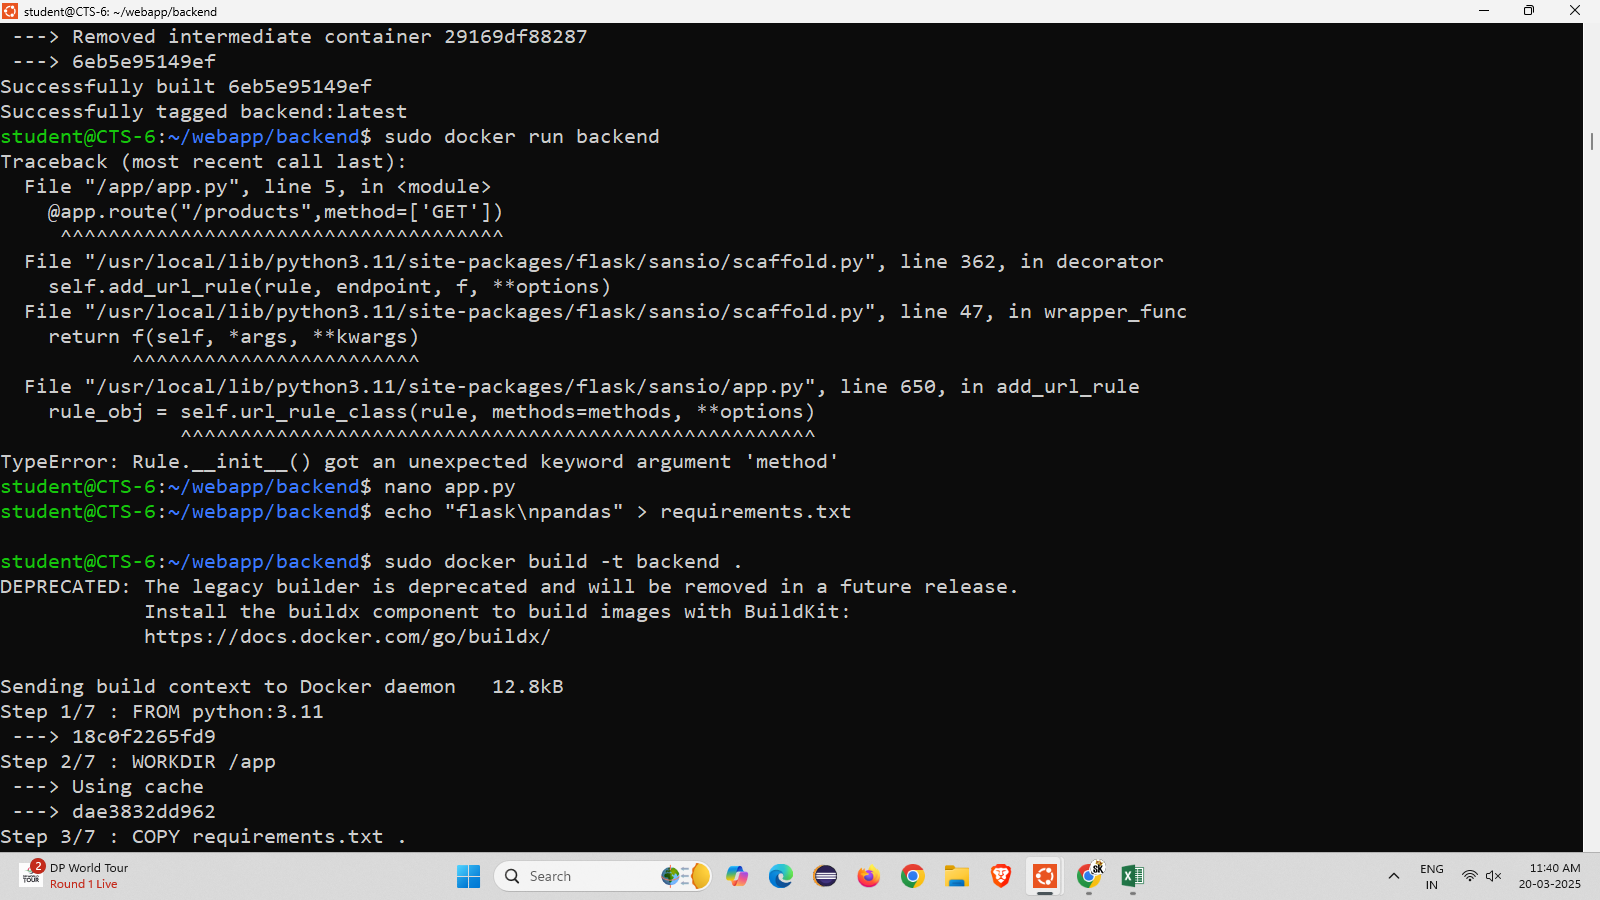 student@CTS-6: ~/webapp/backend
---> Removed intermediate container 29169df88287
---> 6eb5e95149ef
Successfully built 6eb5e95149ef
Successfully tagged backend:latest
student@CTS-6:~/webapp/backend$ sudo docker run backend
Traceback (most recent call last):
  File "/app/app.py", line 5, in <module>
    @app.route("/products",method=['GET'])
     ^^^^^^^^^^^^^^^^^^^^^^^^^^^^^^^^^^^^^
  File "/usr/local/lib/python3.11/site-packages/flask/sansio/scaffold.py", line 362, in decorator
    self.add_url_rule(rule, endpoint, f, **options)
  File "/usr/local/lib/python3.11/site-packages/flask/sansio/scaffold.py", line 47, in wrapper_func
    return f(self, *args, **kwargs)
           ^^^^^^^^^^^^^^^^^^^^^^^^
  File "/usr/local/lib/python3.11/site-packages/flask/sansio/app.py", line 650, in add_url_rule
    rule_obj = self.url_rule_class(rule, methods=methods, **options)
               ^^^^^^^^^^^^^^^^^^^^^^^^^^^^^^^^^^^^^^^^^^^^^^^^^^^^^
TypeError: Rule.__init__() got an unexpected keyword argument 'method'
student@CTS-6:~/webapp/backend$ nano app.py
student@CTS-6:~/webapp/backend$ echo "flask\npandas" > requirements.txt
student@CTS-6:~/webapp/backend$ sudo docker build -t backend .
DEPRECATED: The legacy builder is deprecated and will be removed in a future release.
            Install the buildx component to build images with BuildKit:
            https://docs.docker.com/go/buildx/
Sending build context to Docker daemon   12.8kB
Step 1/7 : FROM python:3.11
 ---> 18c0f2265fd9
Step 2/7 : WORKDIR /app
 ---> Using cache
 ---> dae3832dd962
Step 3/7 : COPY requirements.txt .
2
DP World Tour
Round 1 Live
Search
SK
ENG
IN
11:40 AM
20-03-2025